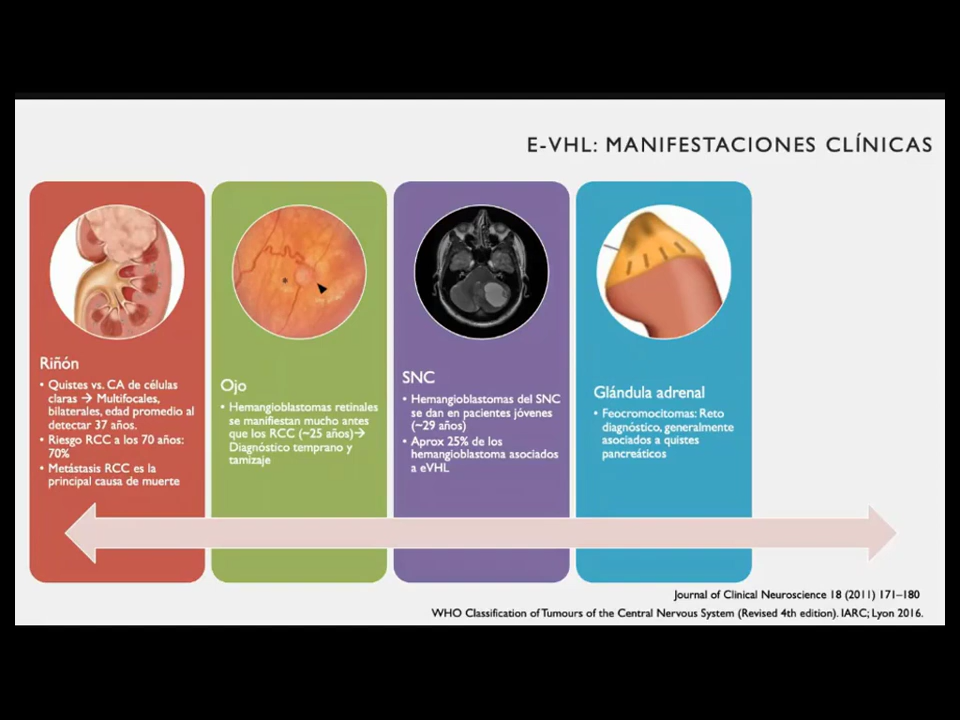 E-VHL: MANIFESTACIONES CLÍNICAS
Riñón
• Quistes vs. CA de células
claras → Multifocales,
bilaterales, edad promedio al
detectar 37 años.
• Riesgo RCC a los 70 años:
70%
• Metástasis RCC es la
principal causa de muerte
Ojo
• Hemangioblastomas retinales
se manifiestan mucho antes
que los RCC (~25 años)→
Diagnóstico temprano y
tamizaje
SNC
• Hemangioblastomas del SNC
se dan en pacientes jóvenes
(~29 años)
• Aprox 25% de los
hemangioblastoma asociados
a eVHL
Glándula adrenal
• Feocromocitomas: Reto
diagnóstico, generalmente
asociados a quistes
pancreáticos
Journal of Clinical Neuroscience 18 (2011) 171–180
WHO Classification of Tumours of the Central Nervous System (Revised 4th edition). IARC; Lyon 2016.